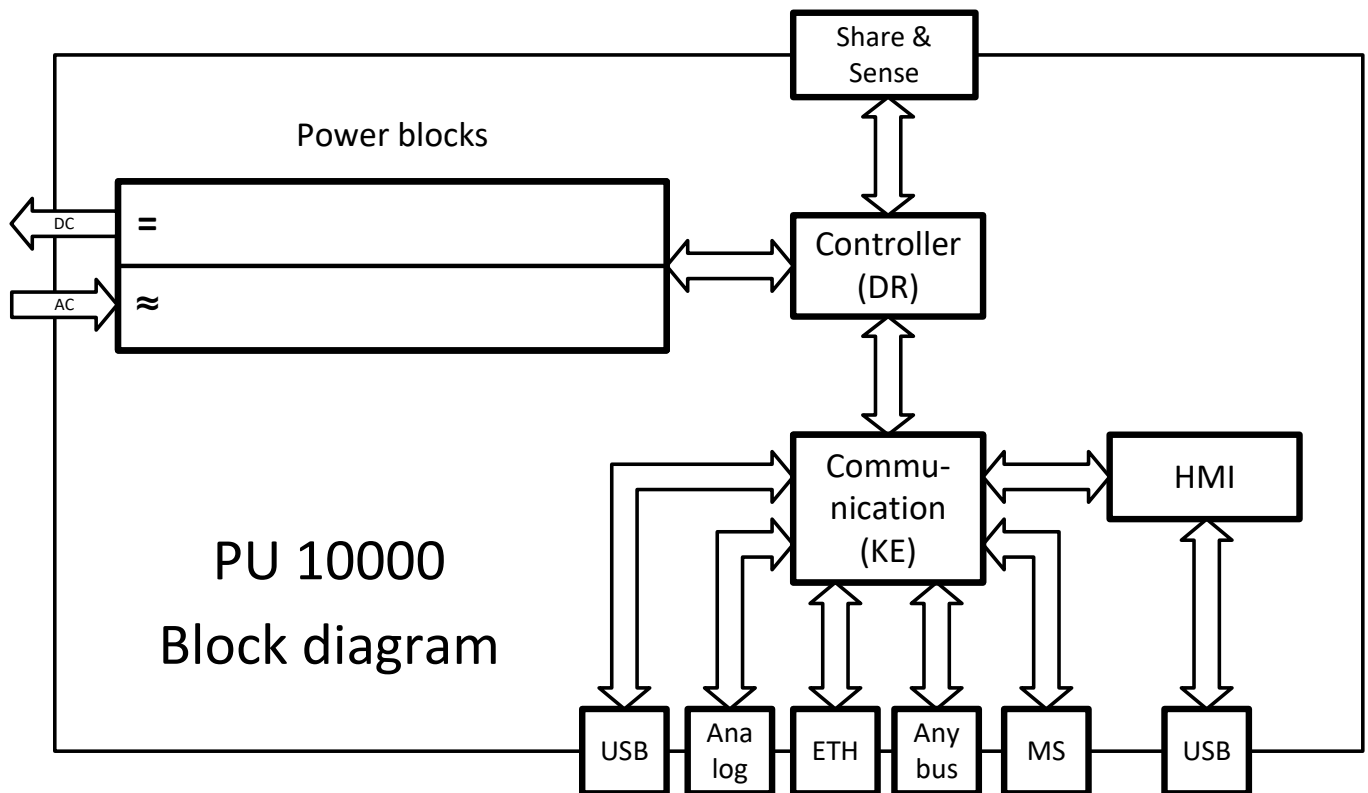 Share &
Sense
Power blocks
DC
=
AC
≈
Controller
(DR)
Commu-
nication
(KE)
HMI
PU 10000
Block diagram
USB
Ana
log
ETH
Any
bus
MS
USB